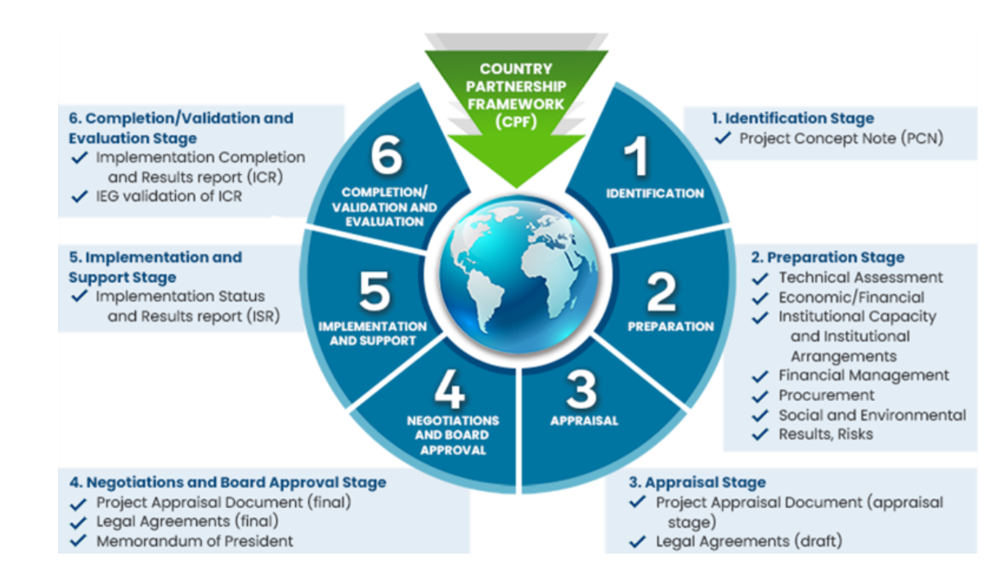 COUNTRY
PARTNERSHIP
FRAMEWORK
(CPF)
1
IDENTIFICATION
2
PREPARATION
3
APPRAISAL
4
NEGOTIATIONS
AND BOARD
APPROVAL
5
IMPLEMENTATION
AND SUPPORT
6
COMPLETION/
VALIDATION AND
EVALUATION
1. Identification Stage
Project Concept Note (PCN)
2. Preparation Stage
Technical Assessment
Economic/Financial
Institutional Capacity
and Institutional
Arrangements
Financial Management
Procurement
Social and Environmental
Results, Risks
3. Appraisal Stage
Project Appraisal Document (appraisal
stage)
Legal Agreements (draft)
4. Negotiations and Board Approval Stage
Project Appraisal Document (final)
Legal Agreements (final)
Memorandum of President
5. Implementation and
Support Stage
Implementation Status
and Results report (ISR)
6. Completion/Validation and
Evaluation Stage
Implementation Completion
and Results report (ICR)
IEG validation of ICR